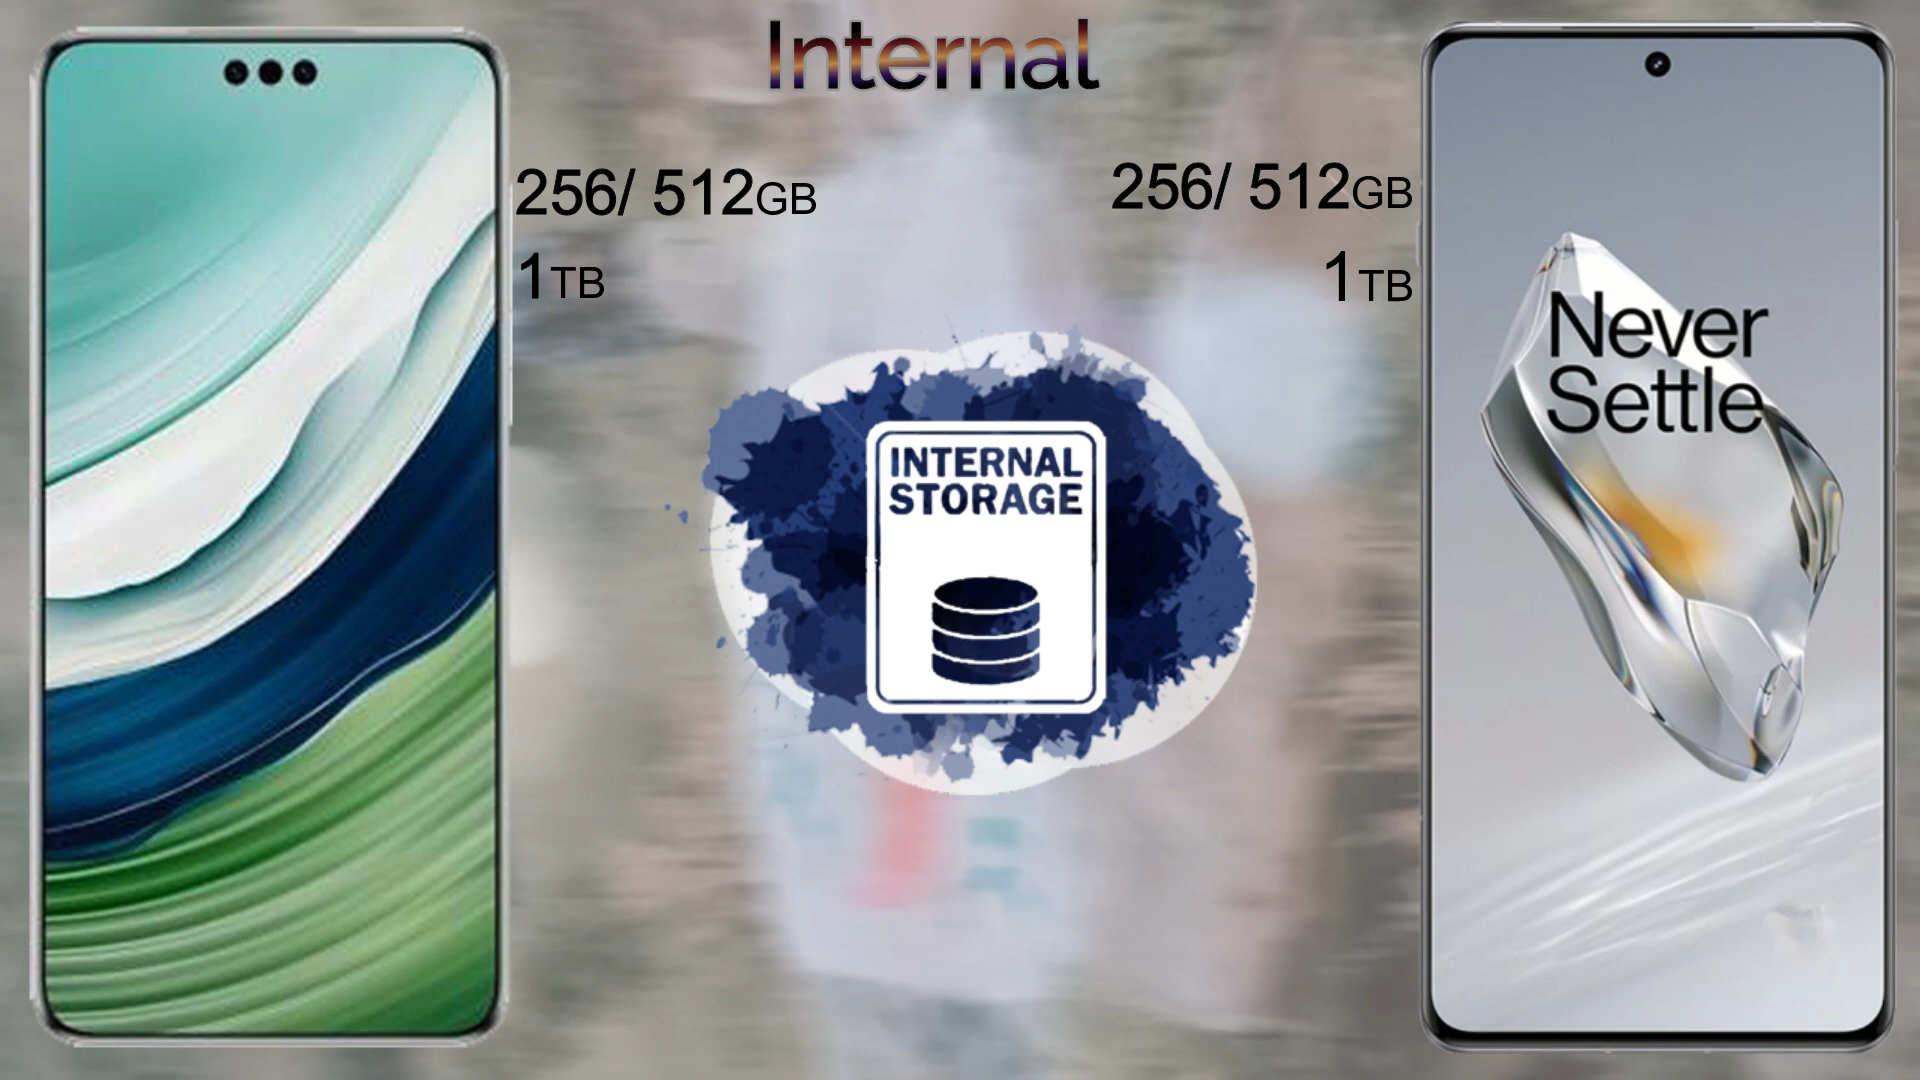 Internal
256/ 512GB
1TB
256/ 512GB
1TB
INTERNAL
STORAGE
Never
Settle